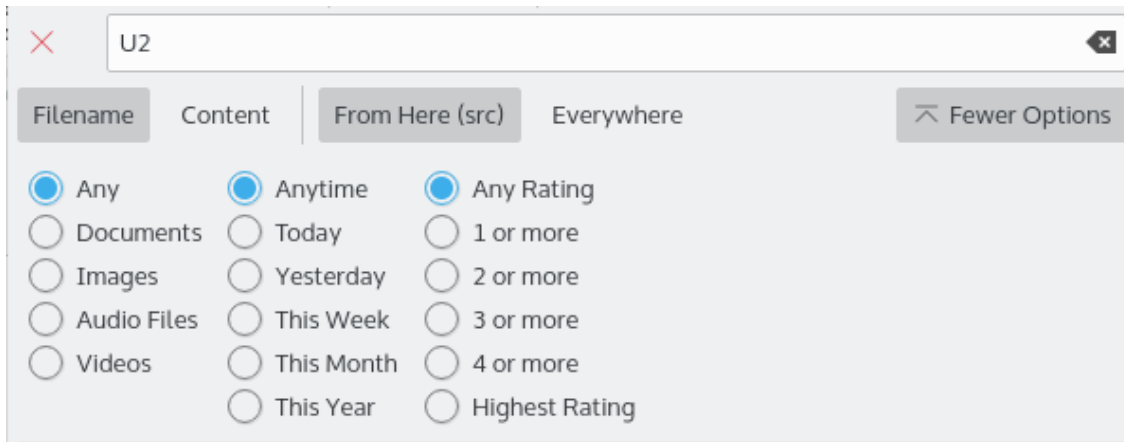 U2
Filename Content From Here (src) Everywhere Fewer Options
Any Anytime Any Rating
Documents Today 1 or more
Images Yesterday 2 or more
Audio Files This Week 3 or more
Videos This Month 4 or more
This Year Highest Rating